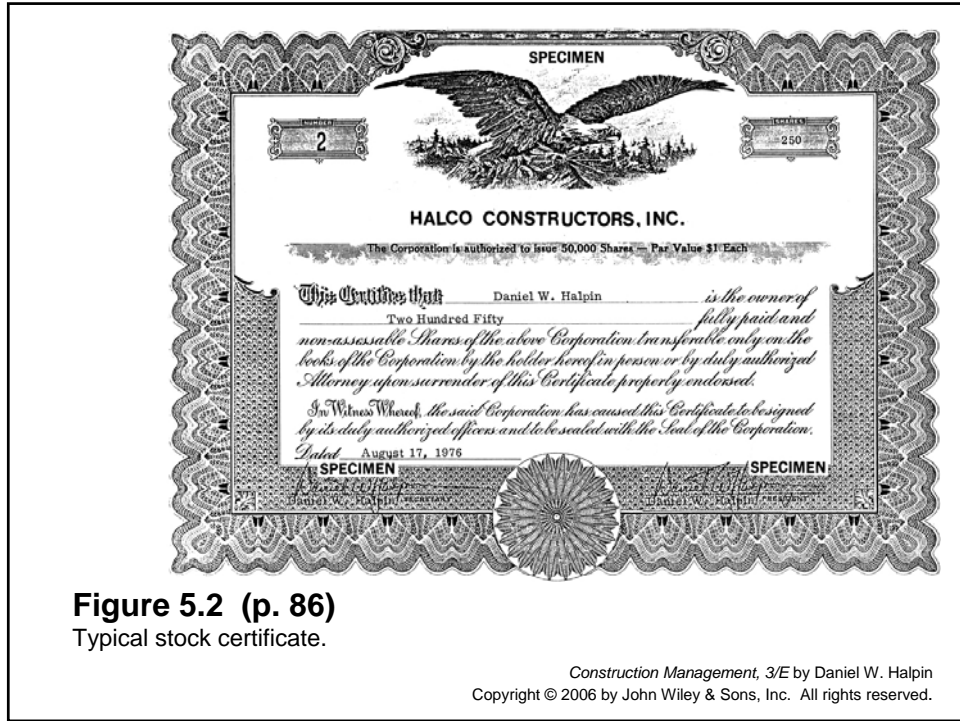 SPECIMEN
NUMBER
2
SHARES
250
HALCO CONSTRUCTORS, INC.
The Corporation is authorized to issue 50,000 Shares — Par Value $1 Each
This Certifies that Daniel W. Halpin is the owner of
Two Hundred Fifty fully paid and
non-assessable Shares of the above Corporation transferable only on the
books of the Corporation by the holder hereof in person or by duly authorized
Attorney upon surrender of this Certificate properly endorsed.
In Witness Whereof, the said Corporation has caused this Certificate to be signed
by its duly authorized officers and to be sealed with the Seal of the Corporation.
Dated August 17, 1976
SPECIMEN SPECIMEN
Daniel W. Halpin SECRETARY Daniel W. Halpin PRESIDENT
Figure 5.2 (p. 86)
Typical stock certificate.
Construction Management, 3/E by Daniel W. Halpin
Copyright © 2006 by John Wiley & Sons, Inc. All rights reserved.